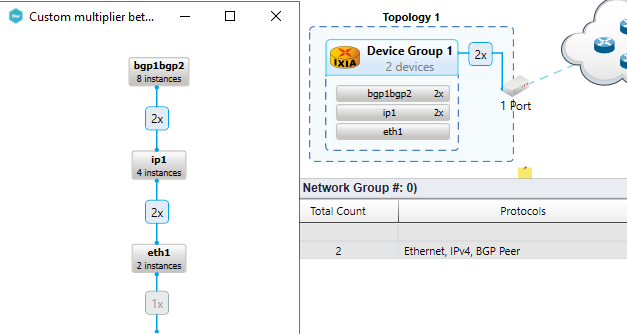 Custom multiplier bet...
bgp1bgp2
8 instances
2x
ip1
4 instances
2x
eth1
2 instances
1x
Topology 1
IXIA
Device Group 1
2 devices
2x
bgp1bgp2 2x
ip1 2x
eth1
1 Port
Network Group #: 0)
Total Count Protocols
2 Ethernet, IPv4, BGP Peer